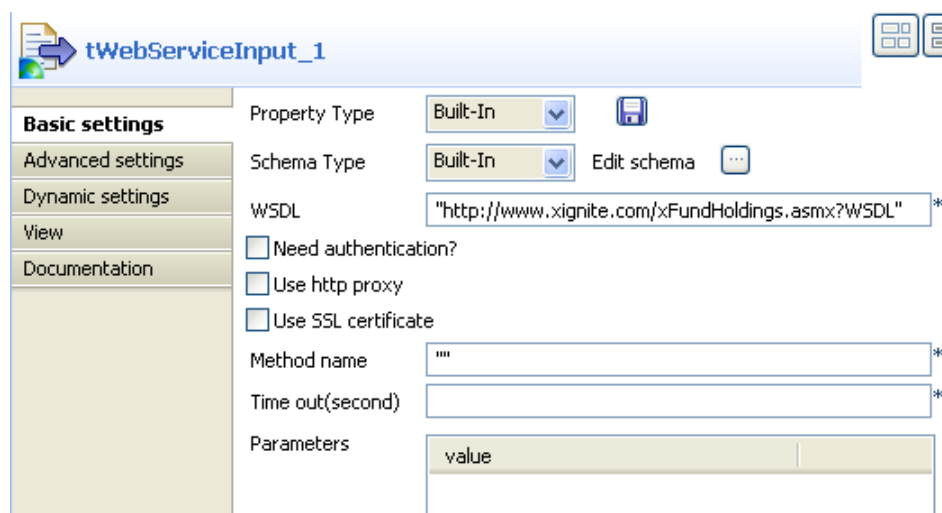 tWebServiceInput_1
Basic settings
Advanced settings
Dynamic settings
View
Documentation
Property Type Built-In
Schema Type Built-In Edit schema ...
WSDL "http://www.xignite.com/xFundHoldings.asmx?WSDL" *
Need authentication?
Use http proxy
Use SSL certificate
Method name "" *
Time out(second) *
Parameters
value